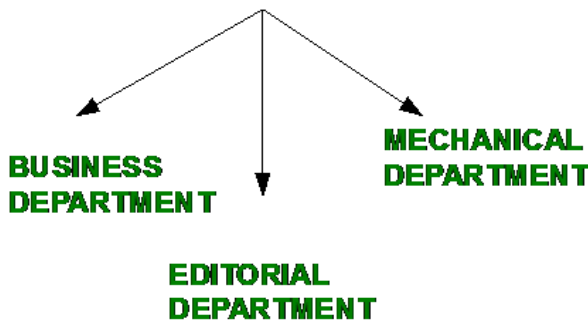 BUSINESS
DEPARTMENT
MECHANICAL
DEPARTMENT
EDITORIAL
DEPARTMENT